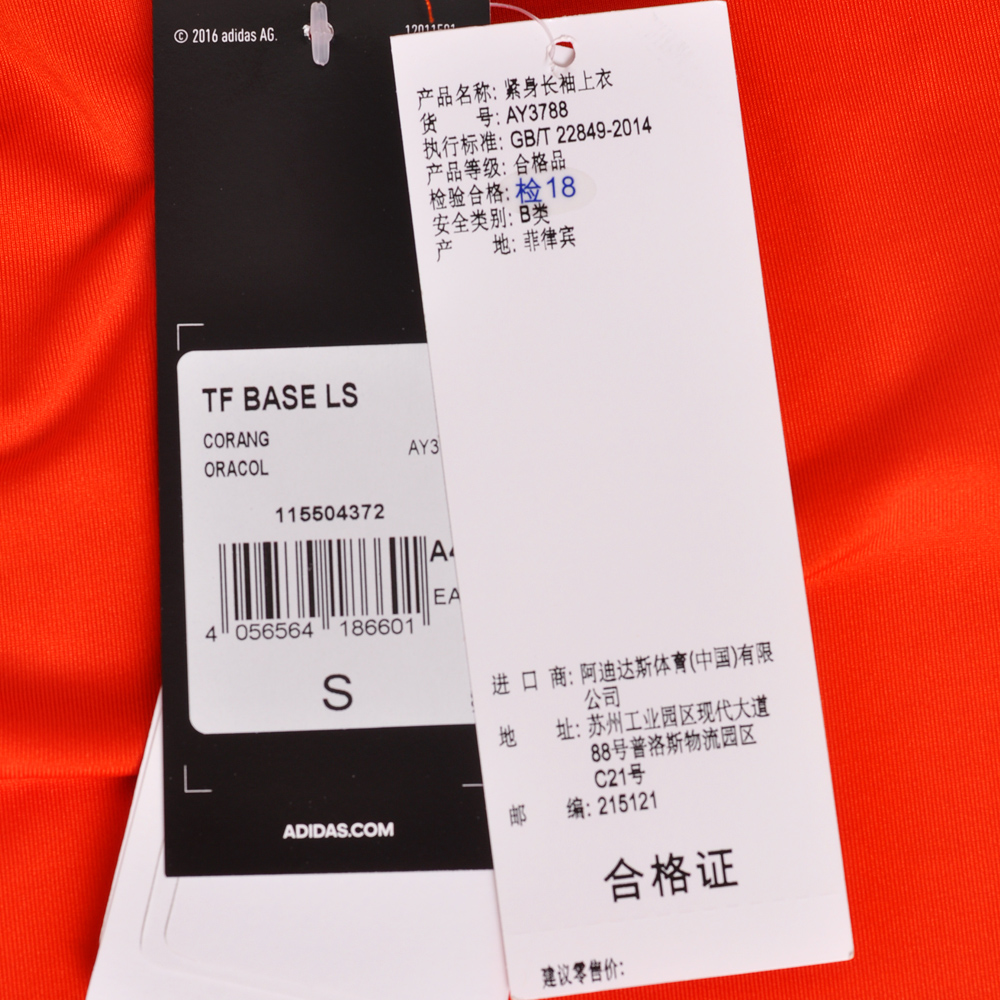 © 2016 adidas AG.
TF BASE LS
CORANG
ORACOL
AY3
115504372
4 056564 186601
S
ADIDAS.COM
产品名称: 紧身长袖上衣
货 号: AY3788
执行标准: GB/T 22849-2014
产品等级: 合格品
检验合格: 检18
安全类别: B类
产 地: 菲律宾
进 口 商: 阿迪达斯体育(中国)有限
公司
地 址: 苏州工业园区现代大道
88号普洛斯物流园区
C21号
邮 编: 215121
合格证
建议零售价: